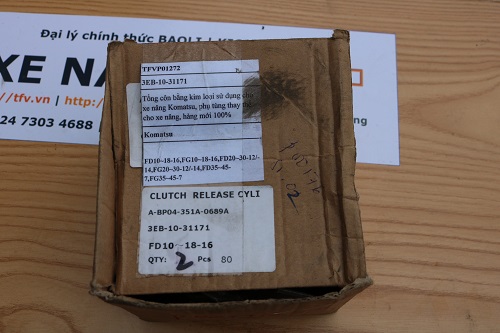 Đại lý chính thức BAOLI
XE NÂ
://tfv.vn |
24 7303 4688
TFVP01272
3EB-10-31171
Tổng côn bằng kim loại sử dụng cho
xe nâng Komatsu, phụ tùng thay thế
cho xe nâng, hàng mới 100%
Komatsu
FD10~18-16,FG10~18-16,FD20~30-12/-
14,FG20~30-12/-14,FD35~45-
7,FG35~45-7
CLUTCH RELEASE CYLI
A-BP04-351A-0689A
3EB-10-31171
FD10--18-16
QTY: 2 Pcs 80